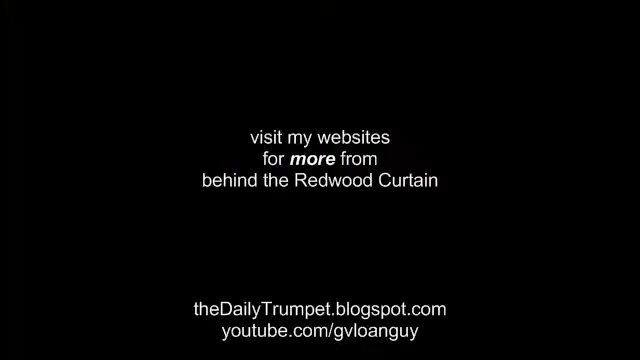 visit my websites
for more from
behind the Redwood Curtain
theDailyTrumpet.blogspot.com
youtube.com/gvloanguy